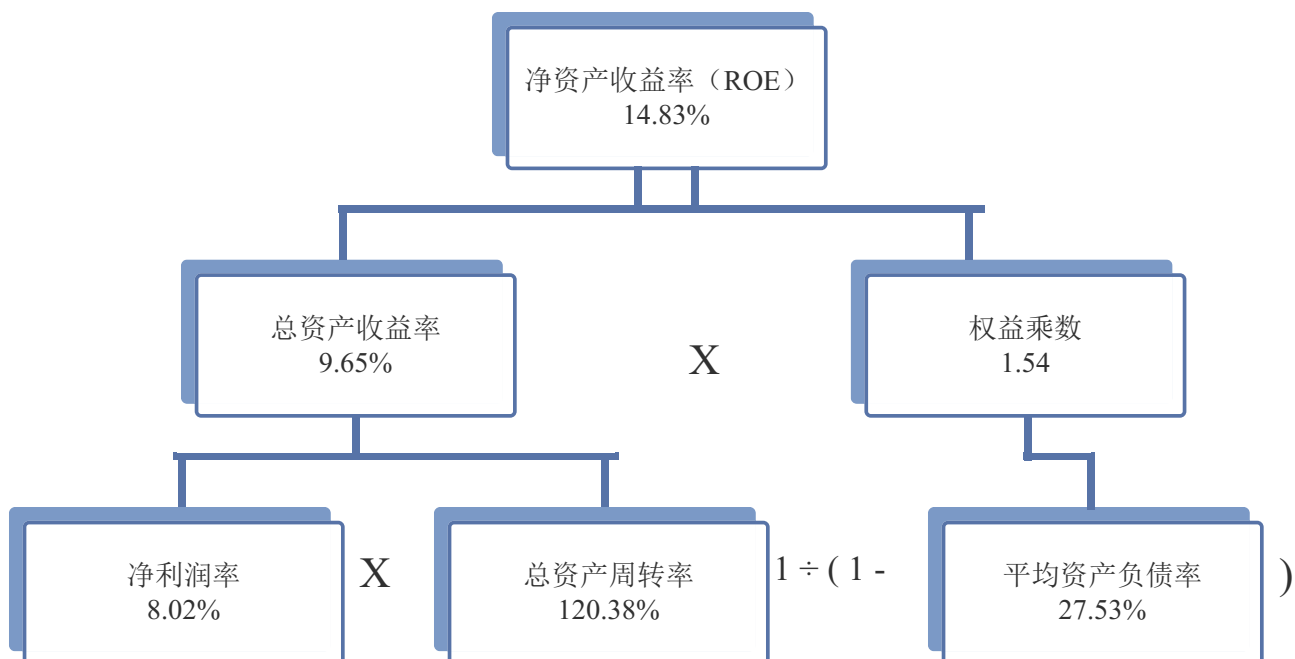 净资产收益率（ROE）
14.83%
总资产收益率
9.65%
X
权益乘数
1.54
净利润率
8.02%
X
总资产周转率
120.38%
1 ÷ ( 1 -
平均资产负债率
27.53%
)